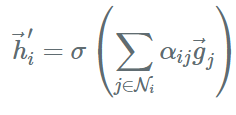 $\vec{h}_i' = \sigma \left( \sum_{j \in \mathcal{N}_i} \alpha_{ij} \vec{g}_j \right)$